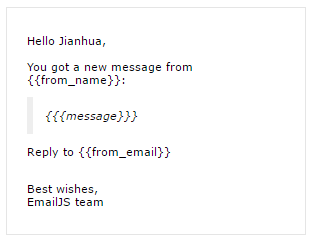 Hello Jianhua,
You got a new message from
{{from_name}}:
{{{message}}}
Reply to {{from_email}}
Best wishes,
EmailJS team